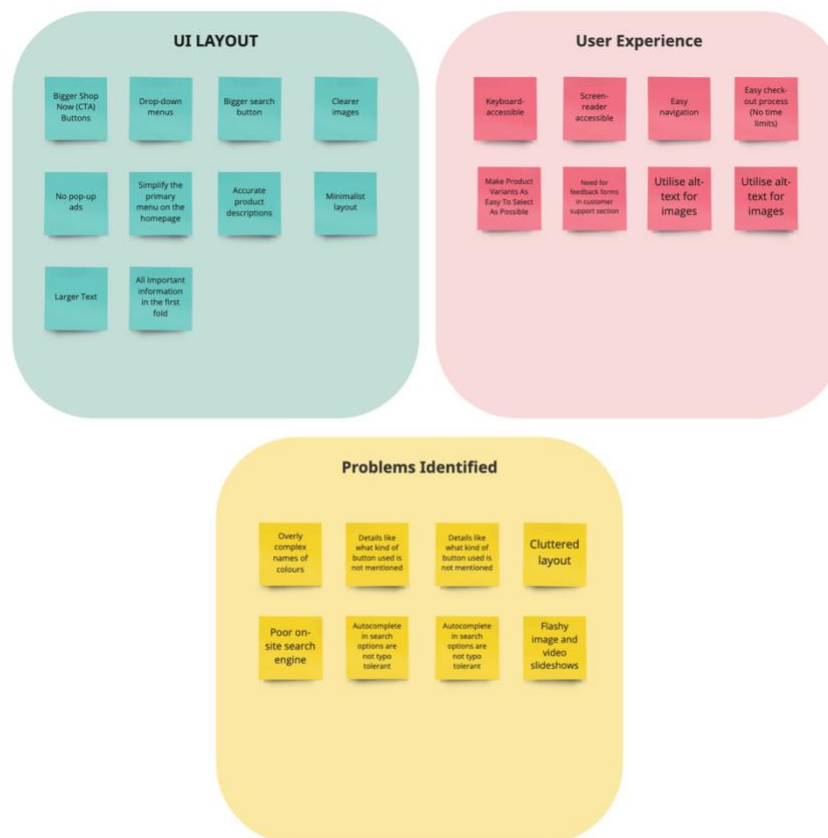 UI LAYOUT
Bigger Shop
Now (CTA)
Buttons
Drop-down
menus
Bigger search
button
Clearer
images
No pop-up
ads
Simplify the
primary
menu on the
homepage
Accurate
product
descriptions
Minimalist
layout
Larger Text
All Important
information
in the first
fold
User Experience
Keyboard-
accessible
Screen-
reader
accessible
Easy
navigation
Easy check-
out process
(No time
limits)
Make Product
Variants As
Easy To Select
As Possible
Need for
feedback forms
in customer
support section
Utilise alt-
text for
images
Utilise alt-
text for
images
Problems Identified
Overly
complex
names of
colours
Details like
what kind of
button used is
not mentioned
Details like
what kind of
button used is
not mentioned
Cluttered
layout
Poor on-
site search
engine
Autocomplete
in search
options are
not typo
tolerant
Autocomplete
in search
options are
not typo
tolerant
Flashy
image and
video
slideshows